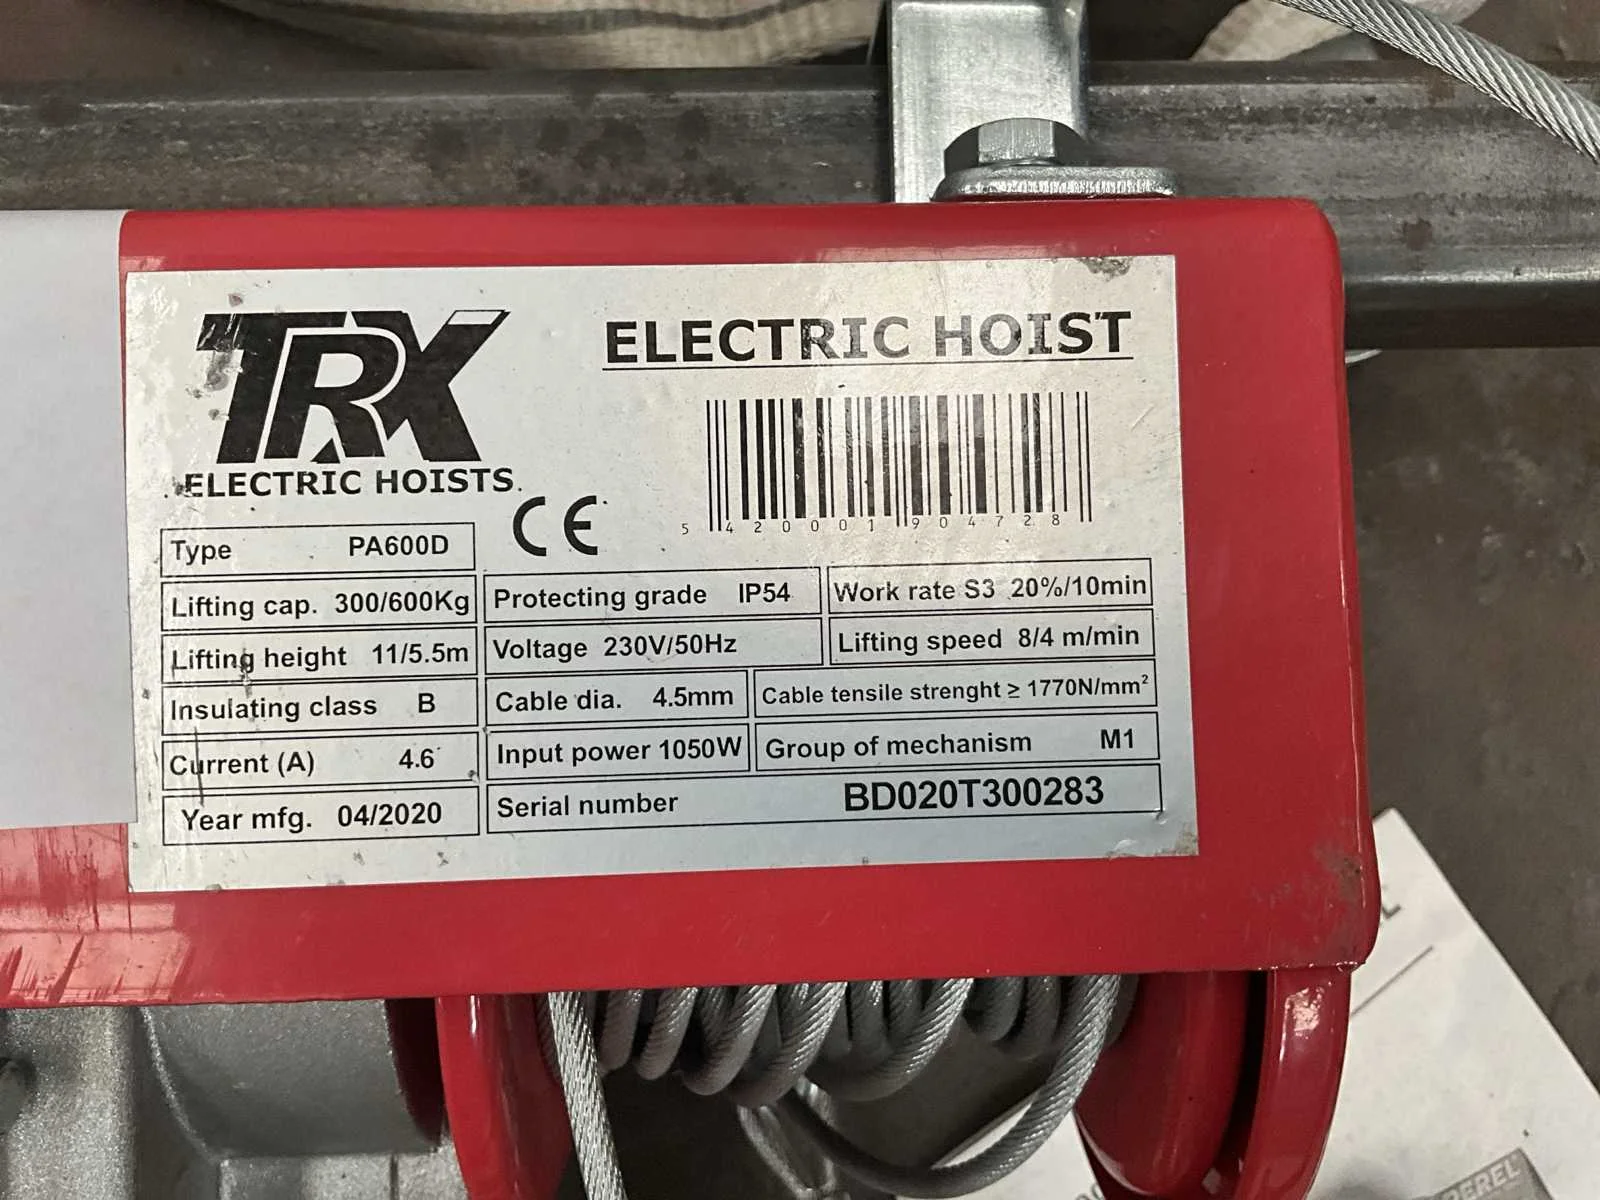 TRX
ELECTRIC HOISTS
ELECTRIC HOIST
5 420001 904728
CE
Type PA600D
Lifting cap. 300/600Kg
Protecting grade IP54
Work rate S3 20%/10min
Lifting height 11/5.5m
Voltage 230V/50Hz
Lifting speed 8/4 m/min
Insulating class B
Cable dia. 4.5mm
Cable tensile strenght ≥ 1770N/mm²
Current (A) 4.6
Input power 1050W
Group of mechanism M1
Year mfg. 04/2020
Serial number BD020T300283